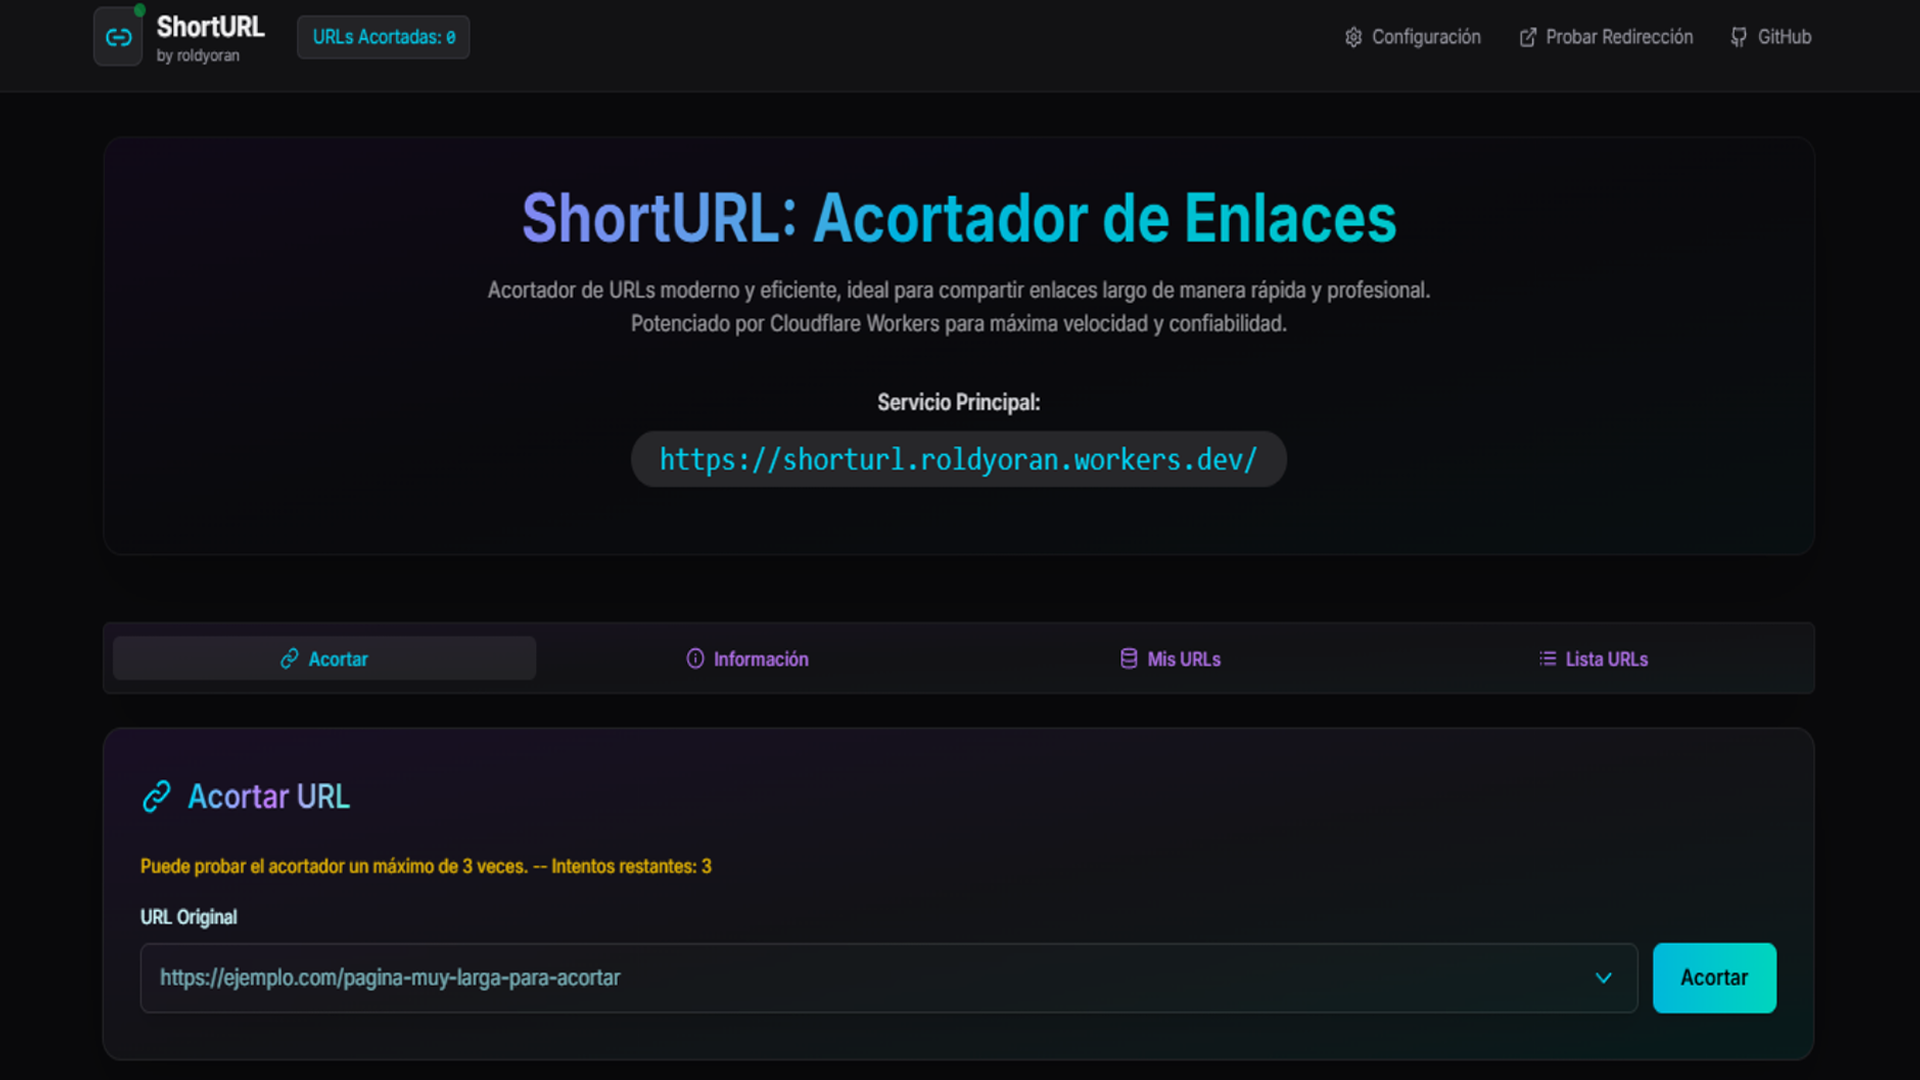 ShortURL
by roldyoran
URLs Acortadas: 0
Configuración
Probar Redirección
GitHub
ShortURL: Acortador de Enlaces
Acortador de URLs moderno y eficiente, ideal para compartir enlaces largo de manera rápida y profesional.
Potenciado por Cloudflare Workers para máxima velocidad y confiabilidad.
Servicio Principal:
https://shorturl.roldyoran.workers.dev/
Acortar
Información
Mis URLs
Lista URLs
Acortar URL
Puede probar el acortador un máximo de 3 veces. -- Intentos restantes: 3
URL Original
https://ejemplo.com/pagina-muy-larga-para-acortar
Acortar